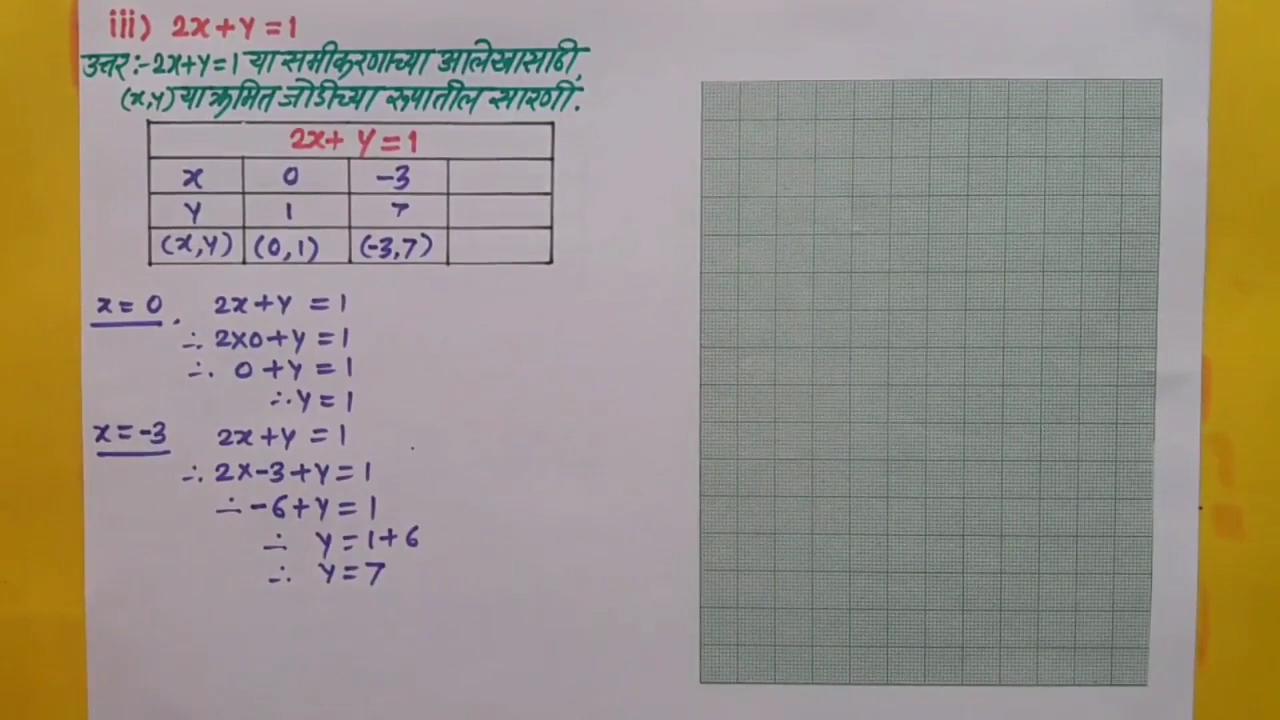 iii) 2x+y=1
उत्तर:- 2x+y=1 या समीकरणाच्या आलेखासाठी,
(x,y) या क्रमित जोडीच्या रूपातील सारणी.
2x+ y=1
x 0 -3
y 1 7
(x,y) (0,1) (-3,7)
x=0. 2x+y =1
∴ 2x0+y =1
∴ 0+y =1
∴ y=1
x=-3 2x+y =1
∴ 2x-3+y=1
∴ -6+y=1
∴ y=1+6
∴ y=7